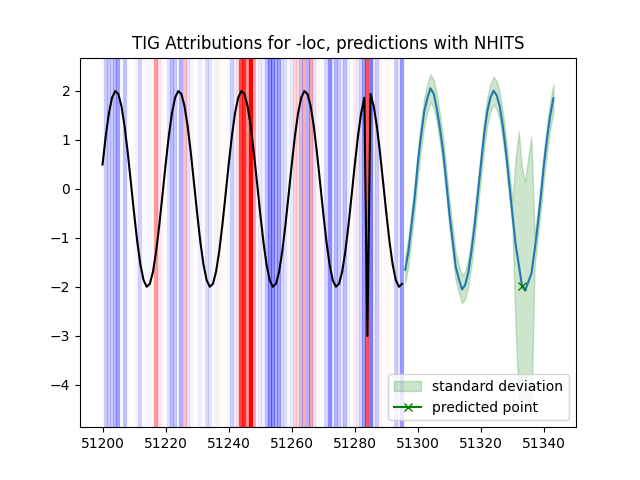 TIG Attributions for -loc, predictions with NHITS
2
1
0
−1
−2
−3
−4
standard deviation
predicted point
51200 51220 51240 51260 51280 51300 51320 51340